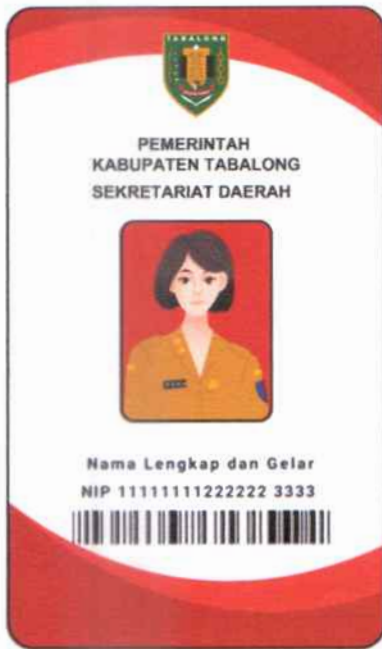 TABALONG
PEMERINTAH
KABUPATEN TABALONG
SEKRETARIAT DAERAH
Nama Lengkap dan Gelar
NIP 11111111222222 3333